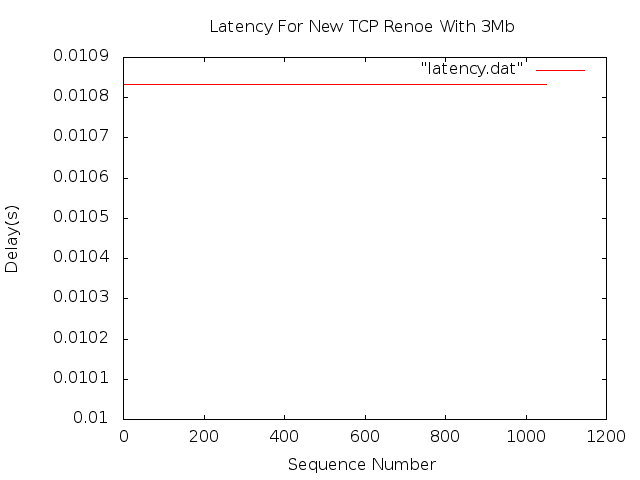 Latency For New TCP Renoe With 3Mb
0.0109
"latency.dat"
0.0108
0.0107
0.0106
0.0105
0.0104
0.0103
0.0102
0.0101
0.01
Delay(s)
0 200 400 600 800 1000 1200
Sequence Number